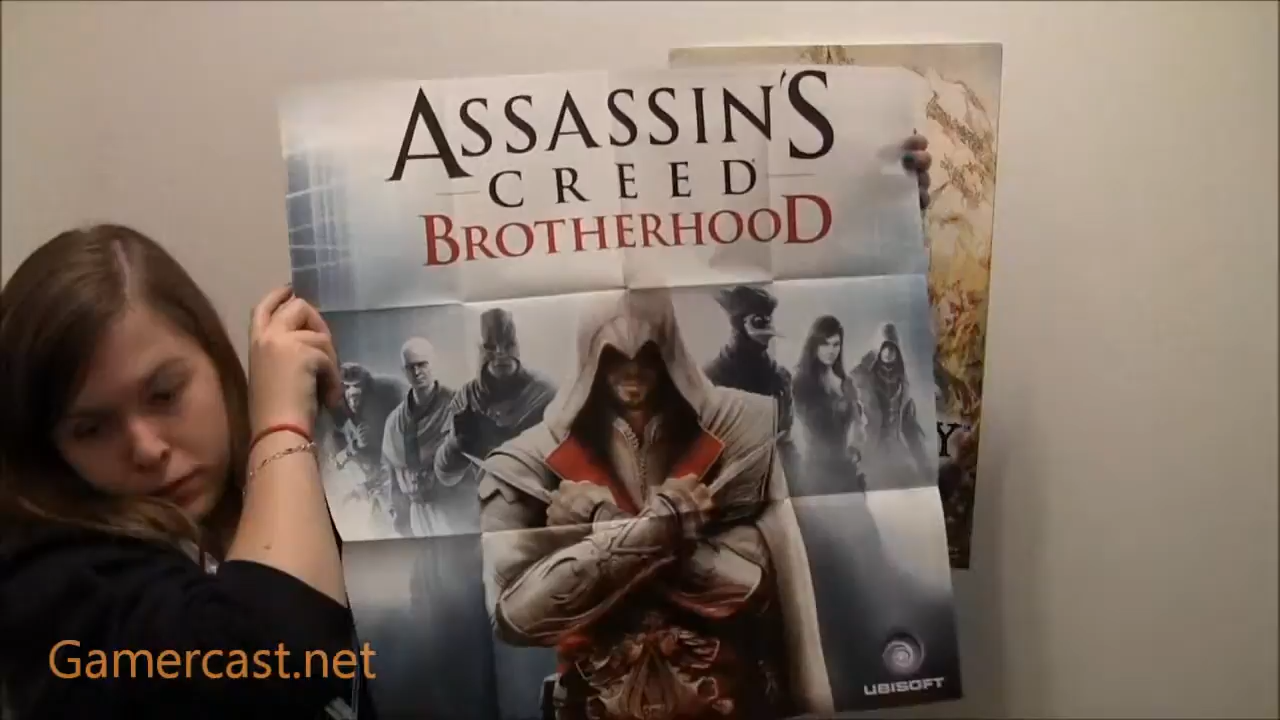 ASSASSIN'S
CREED
BROTHERHOOD
Y
UBISOFT
Gamercast.net